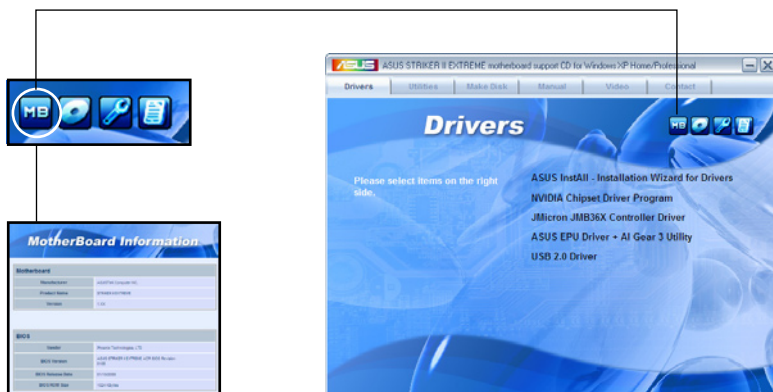 ASUS STRIKER II EXTREME motherboard support CD for Windows XP Home/Professional
Drivers
Utilities
Make Disk
Manual
Video
Contact
MB
Drivers
MB
Please select items on the right
side.
ASUS InstAll - Installation Wizard for Drivers
NVIDIA Chipset Driver Program
JMicron JMB36X Controller Driver
ASUS EPU Driver + AI Gear 3 Utility
USB 2.0 Driver
MotherBoard Information
Motherboard
Manufacturer
Product Name
Version
BIOS
Vendor
BIOS Version
BIOS Release Date
BIOS ROM Size